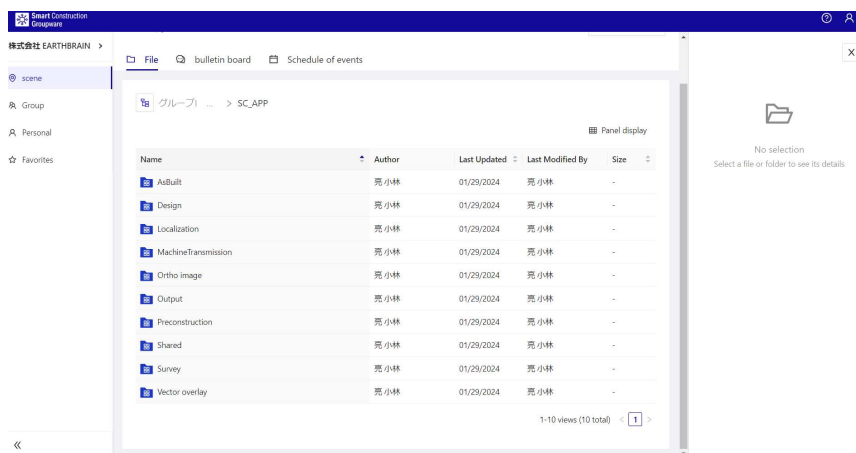 Smart Construction
Groupware
株式会社 EARTHBRAIN >
scene
Group
Personal
Favorites
File
bulletin board
Schedule of events
グループI ... > SC_APP
Panel display
Name Author Last Updated Last Modified By Size
AsBuilt 亮 小林 01/29/2024 亮 小林 -
Design 亮 小林 01/29/2024 亮 小林 -
Localization 亮 小林 01/29/2024 亮 小林 -
MachineTransmission 亮 小林 01/29/2024 亮 小林 -
Ortho image 亮 小林 01/29/2024 亮 小林 -
Output 亮 小林 01/29/2024 亮 小林 -
Preconstruction 亮 小林 01/29/2024 亮 小林 -
Shared 亮 小林 01/29/2024 亮 小林 -
Survey 亮 小林 01/29/2024 亮 小林 -
Vector overlay 亮 小林 01/29/2024 亮 小林 -
1-10 views (10 total) < 1 >
X
No selection
Select a file or folder to see its details